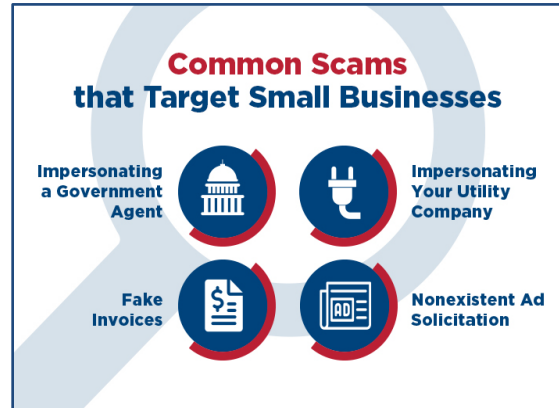 Common Scams
that Target Small Businesses
Impersonating
a Government
Agent
Impersonating
Your Utility
Company
Fake
Invoices
$
AD
Nonexistent Ad
Solicitation